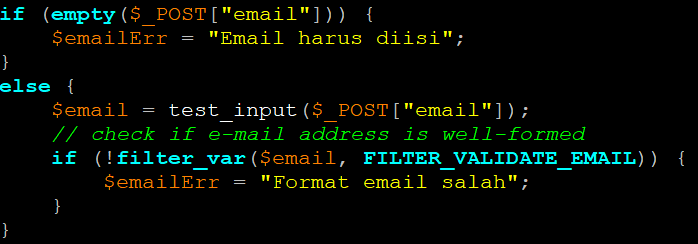 if (empty($_POST["email"])) {
    $emailErr = "Email harus diisi";
}
else {
    $email = test_input($_POST["email"]);
    // check if e-mail address is well-formed
    if (!filter_var($email, FILTER_VALIDATE_EMAIL)) {
        $emailErr = "Format email salah";
    }
}